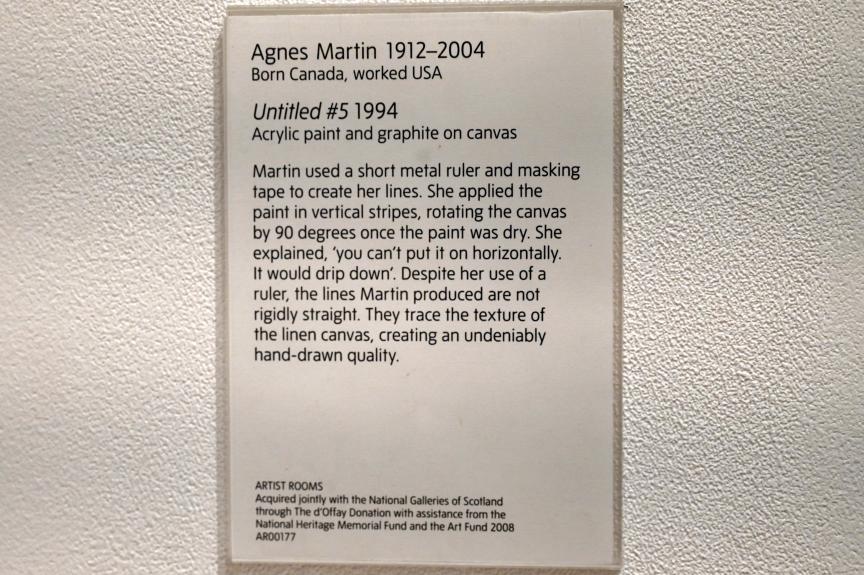 Agnes Martin 1912–2004
Born Canada, worked USA
Untitled #5 1994
Acrylic paint and graphite on canvas
Martin used a short metal ruler and masking
tape to create her lines. She applied the
paint in vertical stripes, rotating the canvas
by 90 degrees once the paint was dry. She
explained, ‘you can’t put it on horizontally.
It would drip down’. Despite her use of a
ruler, the lines Martin produced are not
rigidly straight. They trace the texture of
the linen canvas, creating an undeniably
hand-drawn quality.
ARTIST ROOMS
Acquired jointly with the National Galleries of Scotland
through The d’Offay Donation with assistance from the
National Heritage Memorial Fund and the Art Fund 2008
AR00177